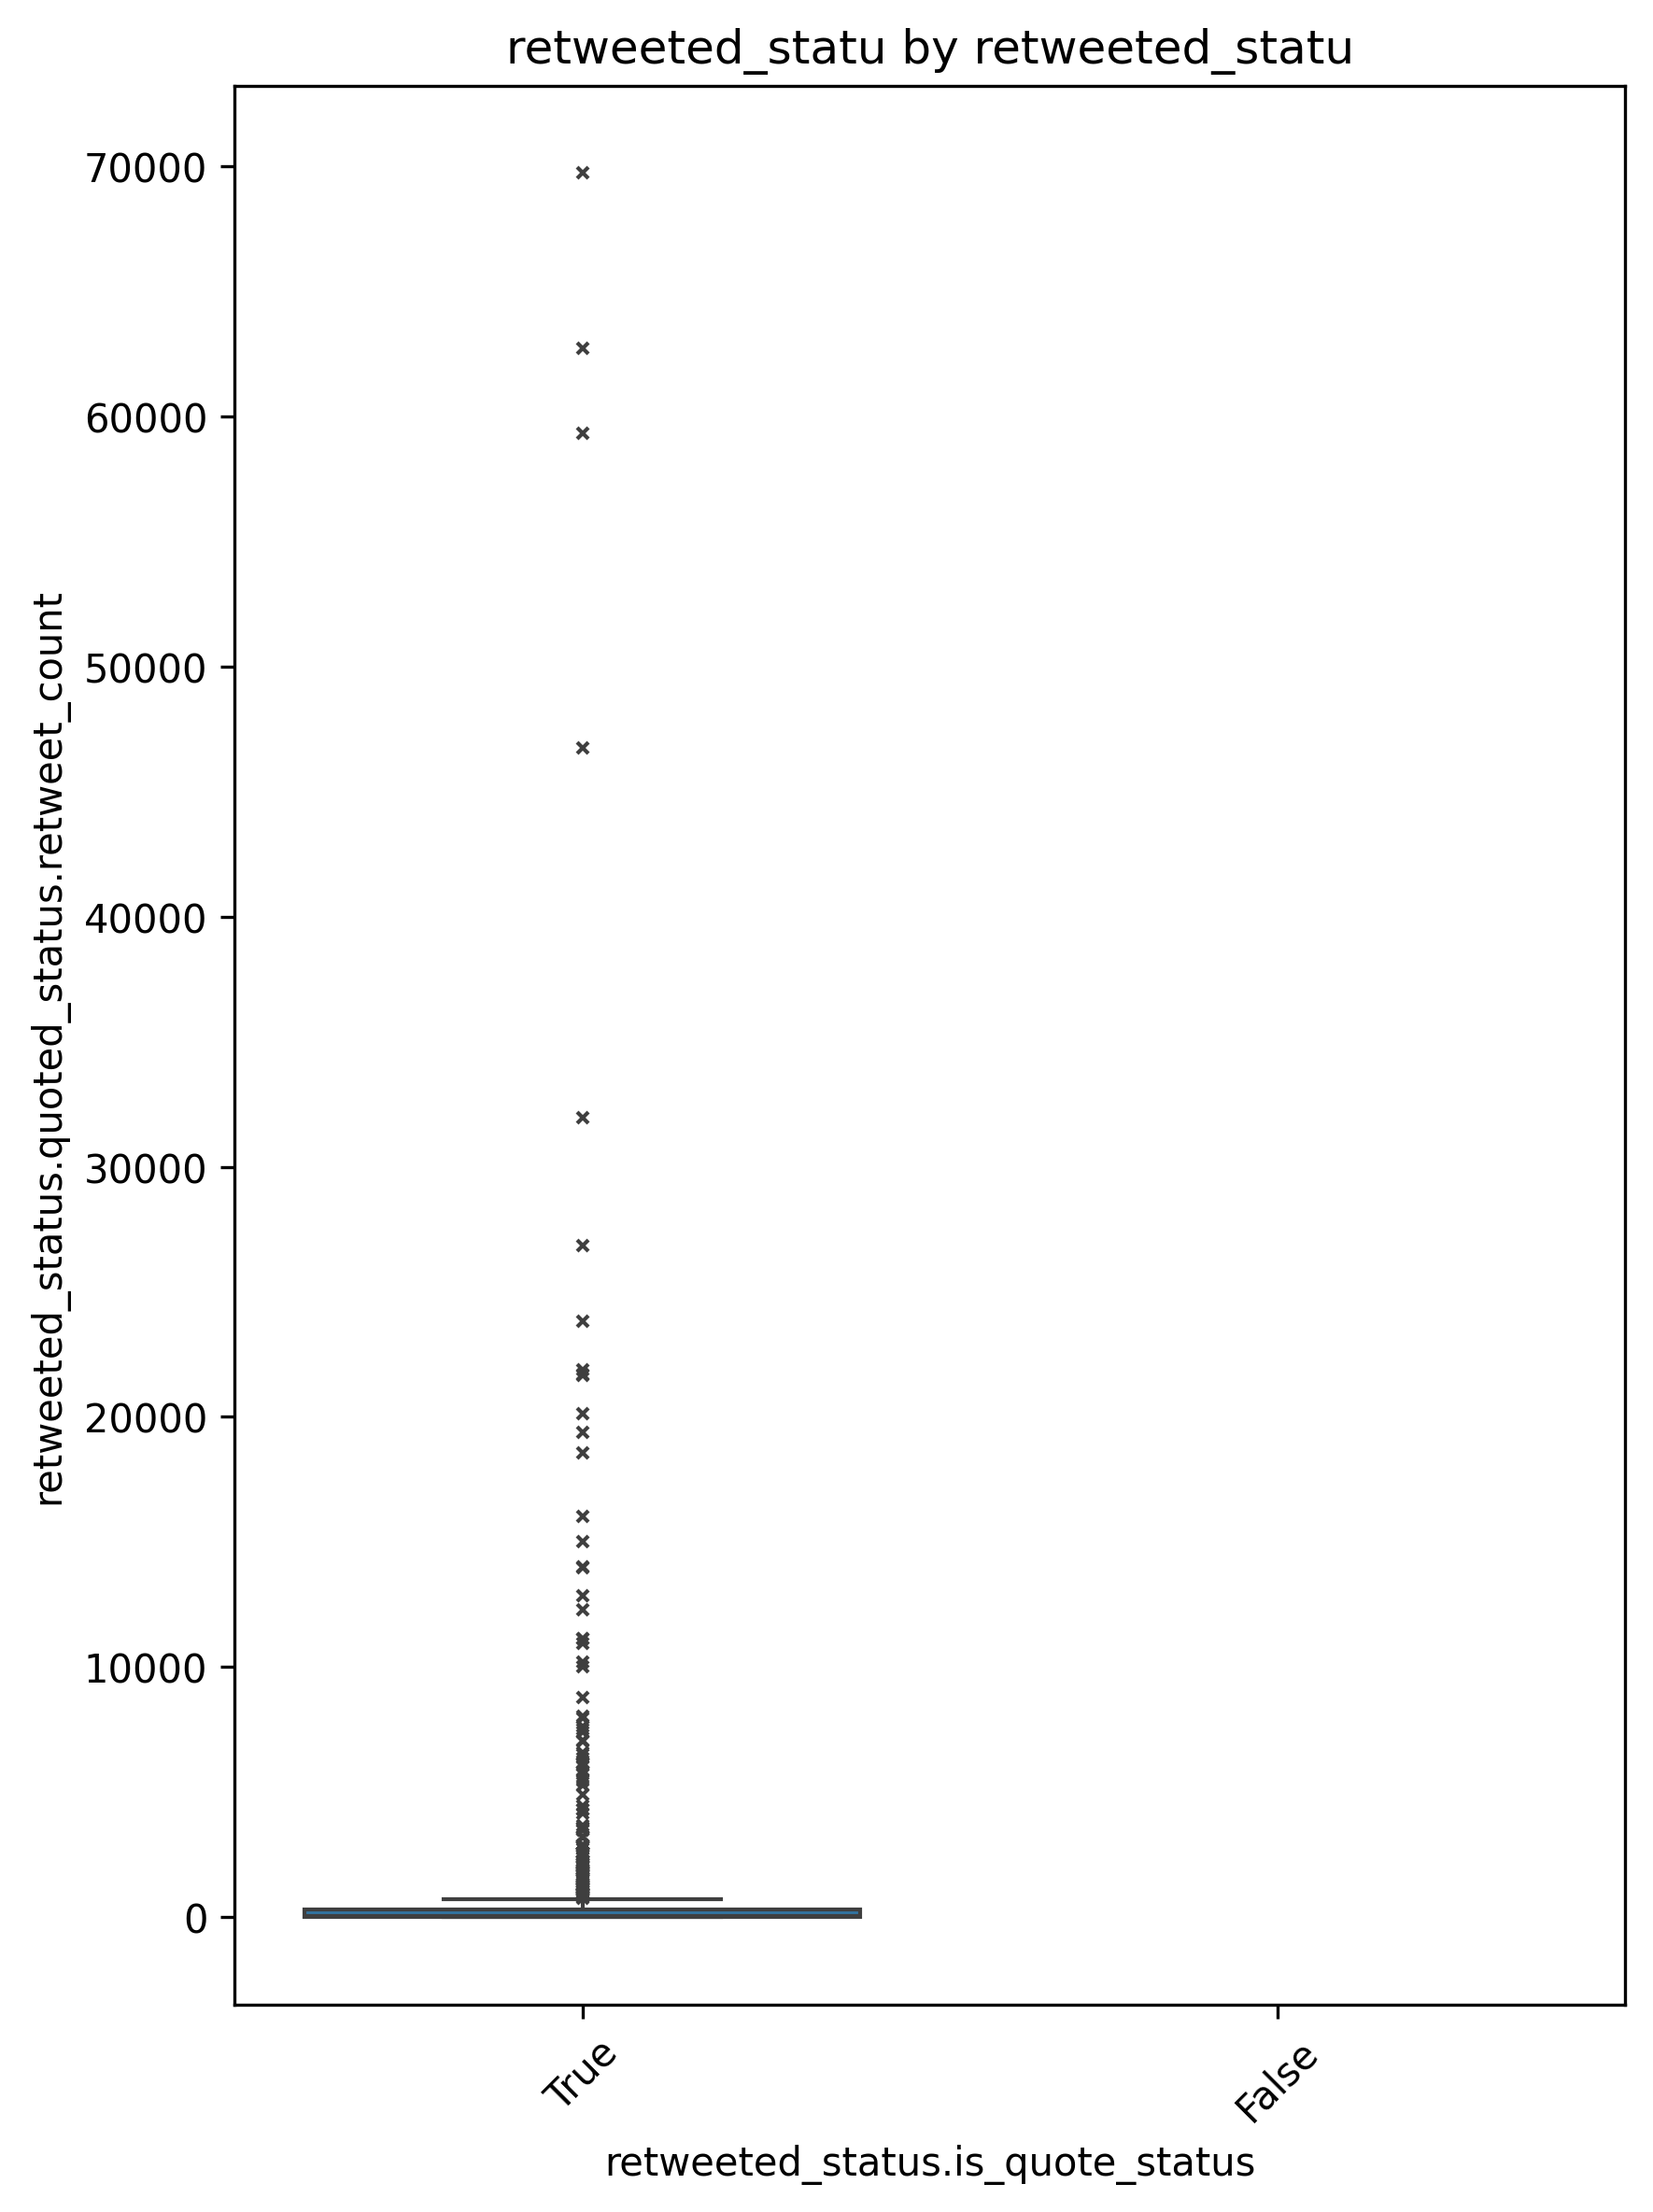 retweeted_statu by retweeted_statu
70000
60000
50000
40000
30000
20000
10000
0
retweeted_status.quoted_status.retweet_count
True
False
retweeted_status.is_quote_status